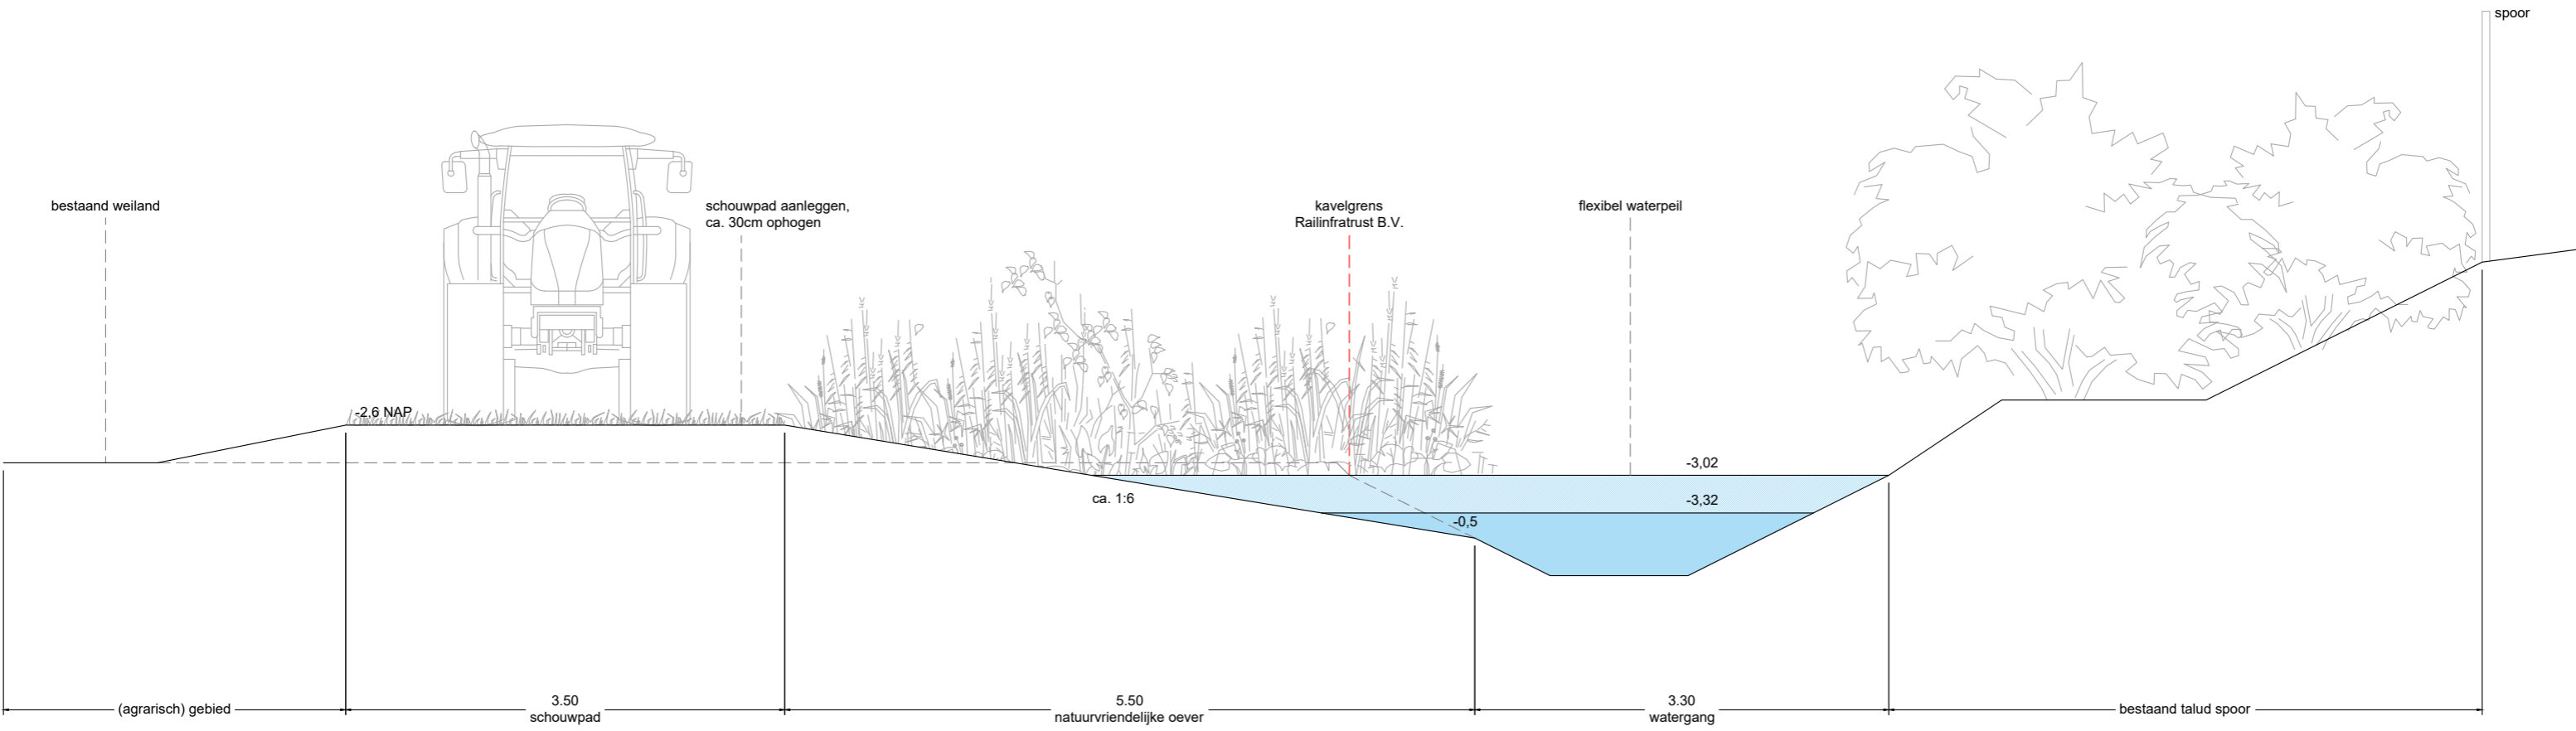 spoor
bestaand weiland
schouwpad aanleggen,
ca. 30cm ophogen
kavelgrens
Railinfratrust B.V.
flexibel waterpeil
-2,6 NAP
-3,02
ca. 1:6
-3,32
-0,5
(agrarisch) gebied
3.50
schouwpad
5.50
natuurvriendelijke oever
3.30
watergang
bestaand talud spoor